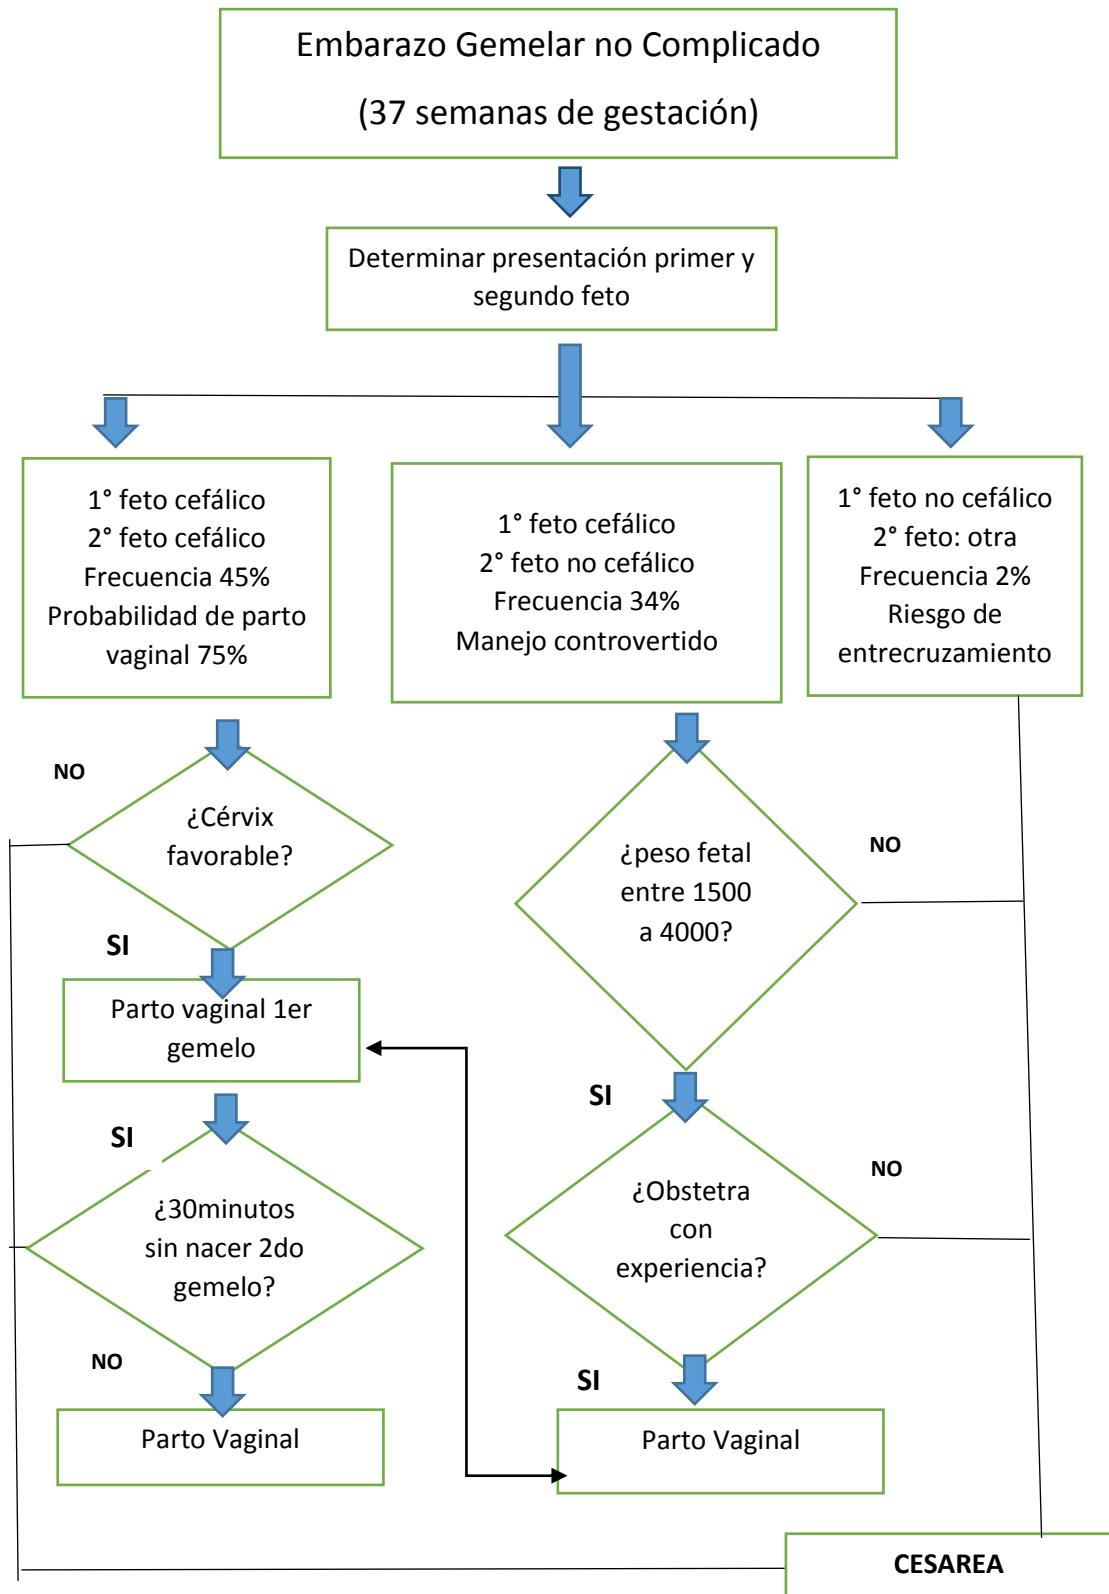 Embarazo Gemelar no Complicado
(37 semanas de gestación)
Determinar presentación primer y
segundo feto
1° feto cefálico
2° feto cefálico
Frecuencia 45%
Probabilidad de parto
vaginal 75%
1° feto cefálico
2° feto no cefálico
Frecuencia 34%
Manejo controvertido
1° feto no cefálico
2° feto: otra
Frecuencia 2%
Riesgo de
entrecruzamiento
NO
¿Cérvix
favorable?
SI
¿peso fetal
entre 1500
a 4000?
NO
Parto vaginal 1er
gemelo
SI
SI
¿30minutos
sin nacer 2do
gemelo?
NO
¿Obstetra
con
experiencia?
NO
SI
Parto Vaginal
Parto Vaginal
CESAREA